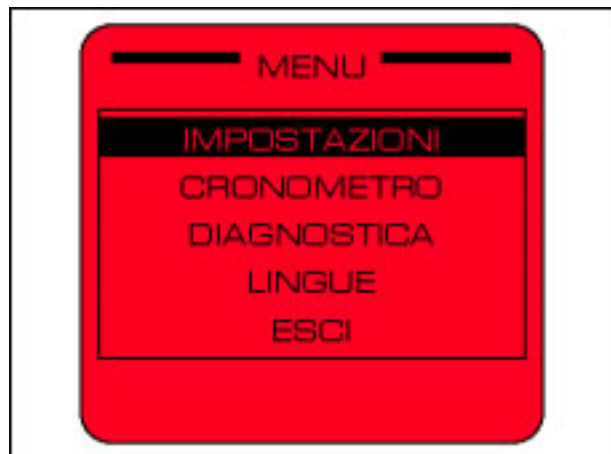 MENU
IMPOSTAZIONI
CRONOMETRO
DIAGNOSTICA
LINGUE
ESCI